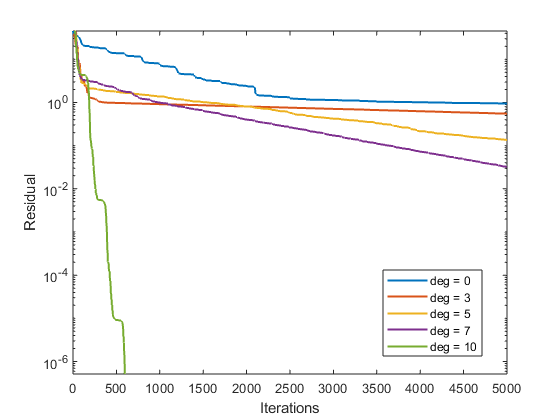 10^0
10^-2
10^-4
10^-6
Residual
0 500 1000 1500 2000 2500 3000 3500 4000 4500 5000
Iterations
deg = 0
deg = 3
deg = 5
deg = 7
deg = 10